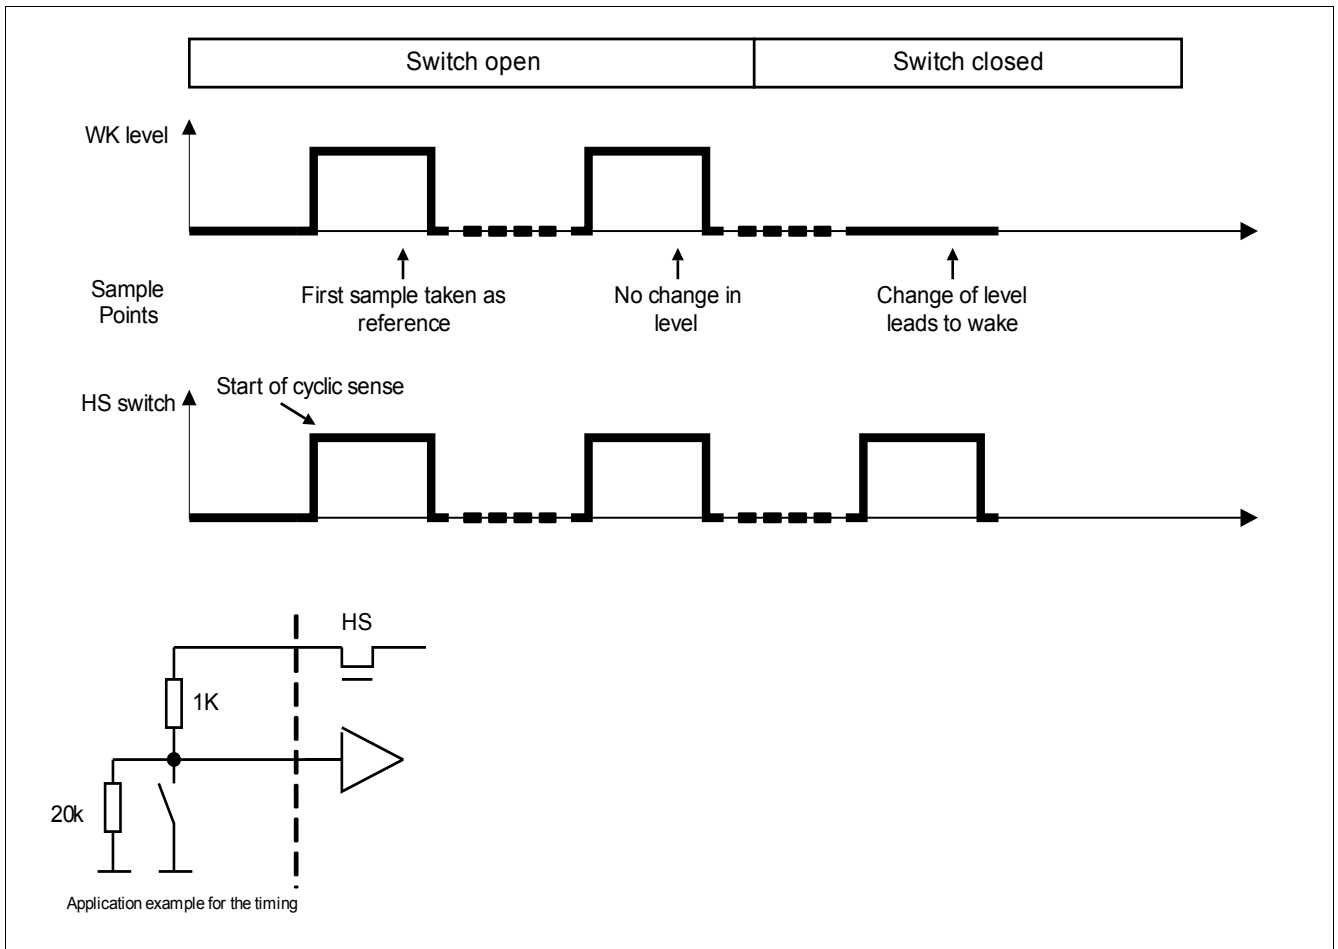 Switch open
Switch closed
WK level
Sample
Points
First sample taken as
reference
No change in
level
Change of level
leads to wake
HS switch
Start of cyclic sense
HS
1K
20k
Application example for the timing